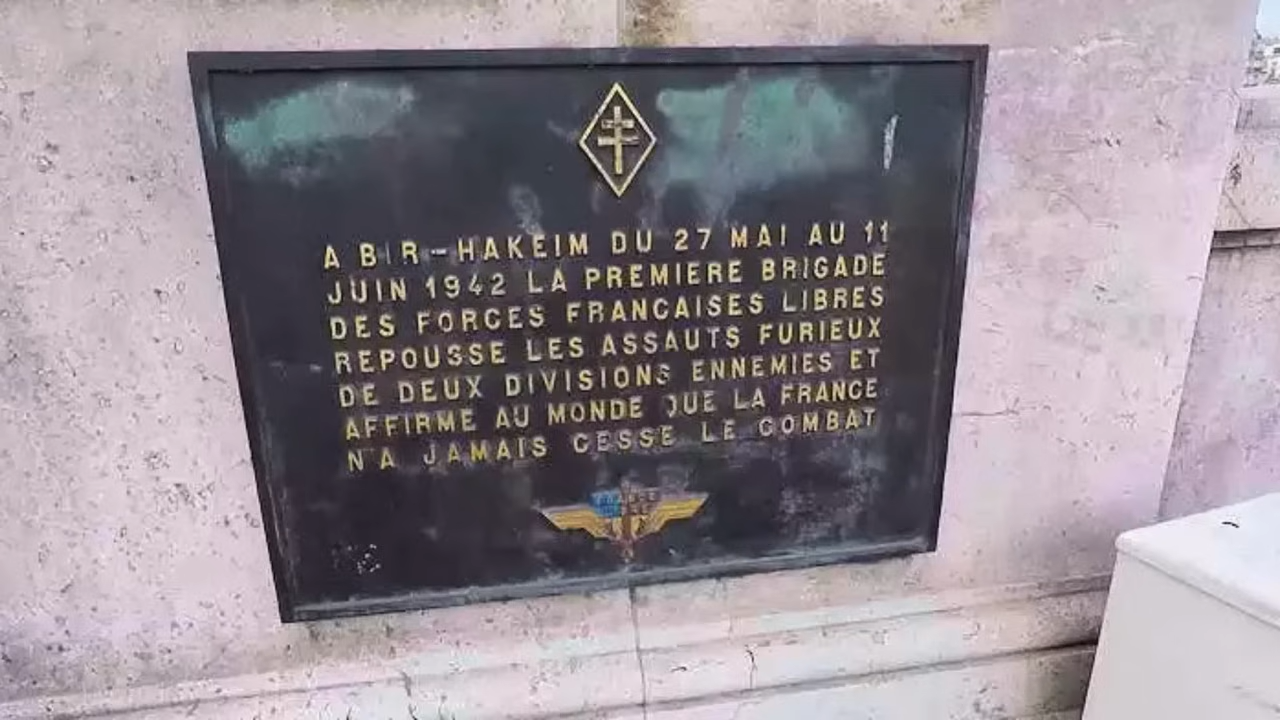 A BIR-HAKEIM DU 27 MAI AU 11
JUIN 1942 LA PREMIERE BRIGADE
DES FORCES FRANCAISES LIBRES
REPOUSSE LES ASSAUTS FURIEUX
DE DEUX DIVISIONS ENNEMIES ET
AFFIRME AU MONDE QUE LA FRANCE
N'A JAMAIS CESSE LE COMBAT
FRANCE